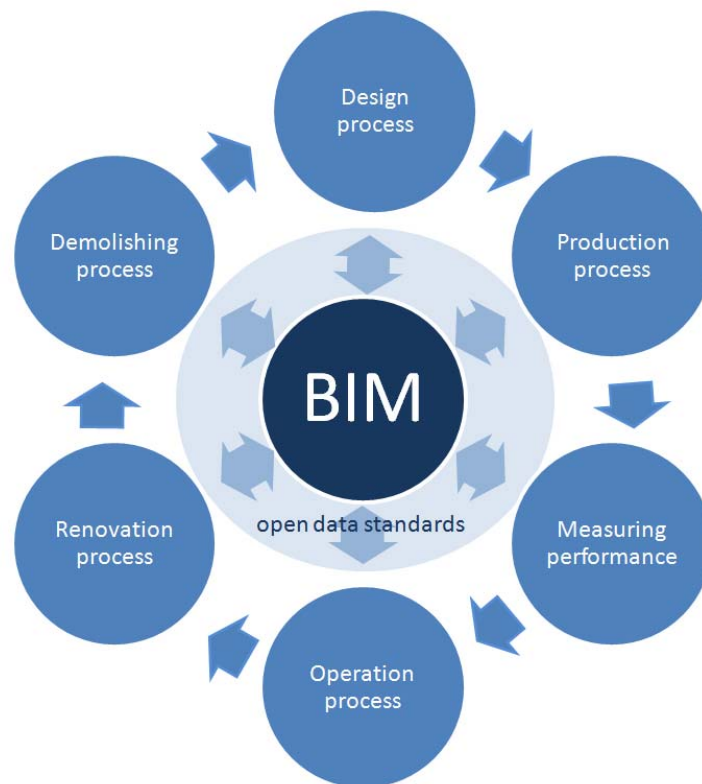 Design
process
Production
process
Measuring
performance
Operation
process
Renovation
process
Demolishing
process
BIM
open data standards